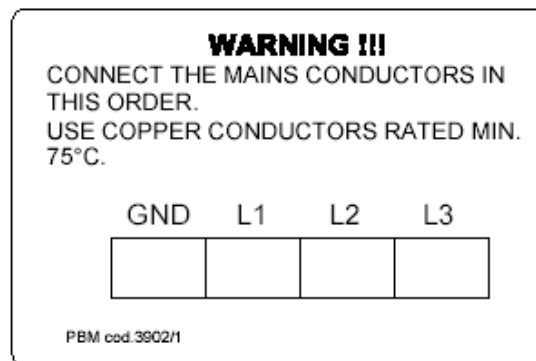 WARNING !!!
CONNECT THE MAINS CONDUCTORS IN
THIS ORDER.
USE COPPER CONDUCTORS RATED MIN.
75°C.
GND L1 L2 L3
PBM cod.3902/1